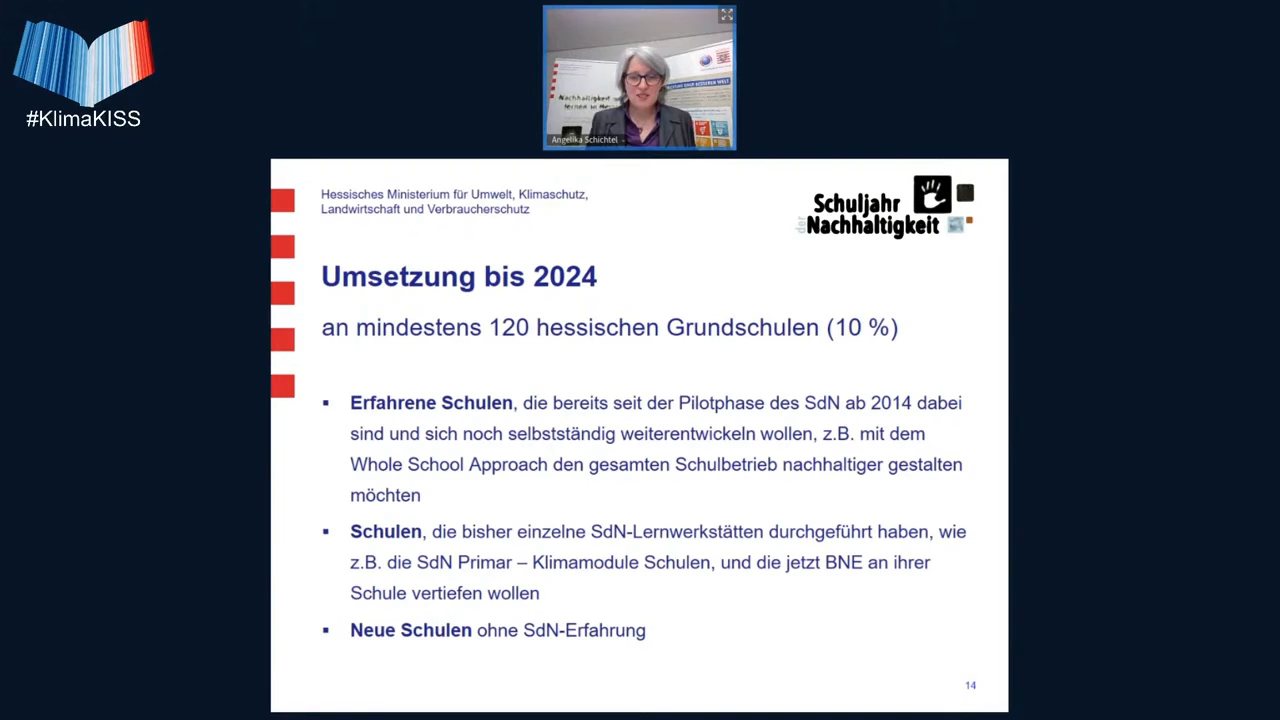 #KlimaKISS
Nachhaltigkeit
lernen in
Angelika Schichtel
Hessisches Ministerium für Umwelt, Klimaschutz,
Landwirtschaft und Verbraucherschutz
Schuljahr
der Nachhaltigkeit
Umsetzung bis 2024
an mindestens 120 hessischen Grundschulen (10 %)
▪ Erfahrene Schulen, die bereits seit der Pilotphase des SdN ab 2014 dabei
sind und sich noch selbstständig weiterentwickeln wollen, z.B. mit dem
Whole School Approach den gesamten Schulbetrieb nachhaltiger gestalten
möchten
▪ Schulen, die bisher einzelne SdN-Lernwerkstätten durchgeführt haben, wie
z.B. die SdN Primar – Klimamodule Schulen, und die jetzt BNE an ihrer
Schule vertiefen wollen
▪ Neue Schulen ohne SdN-Erfahrung
14